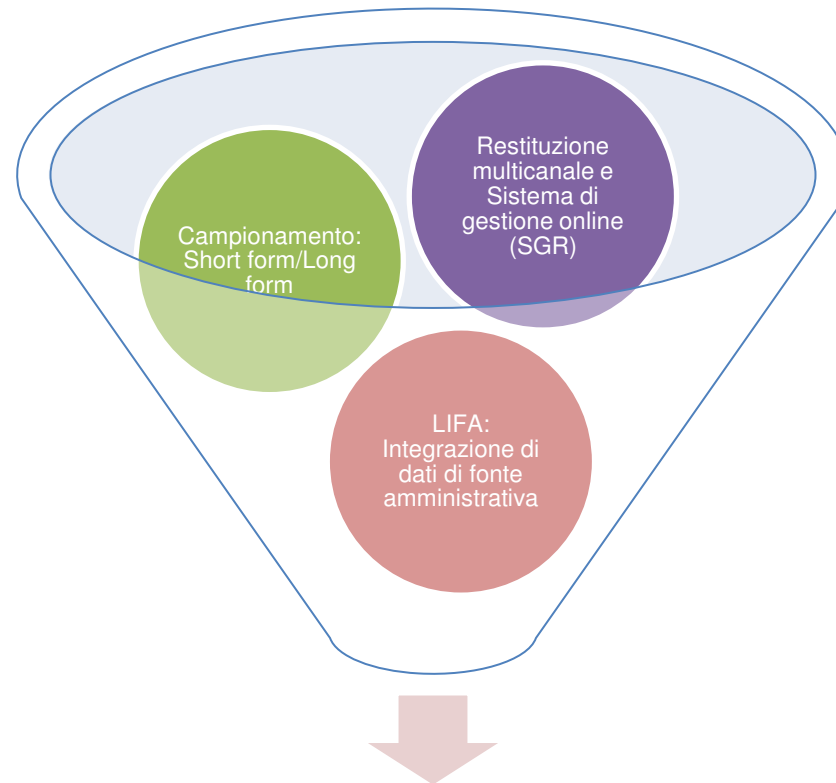 Restituzione
multicanale e
Sistema di
gestione online
(SGR)
Campionamento:
Short form/Long
form
LIFA:
Integrazione di
dati di fonte
amministrativa